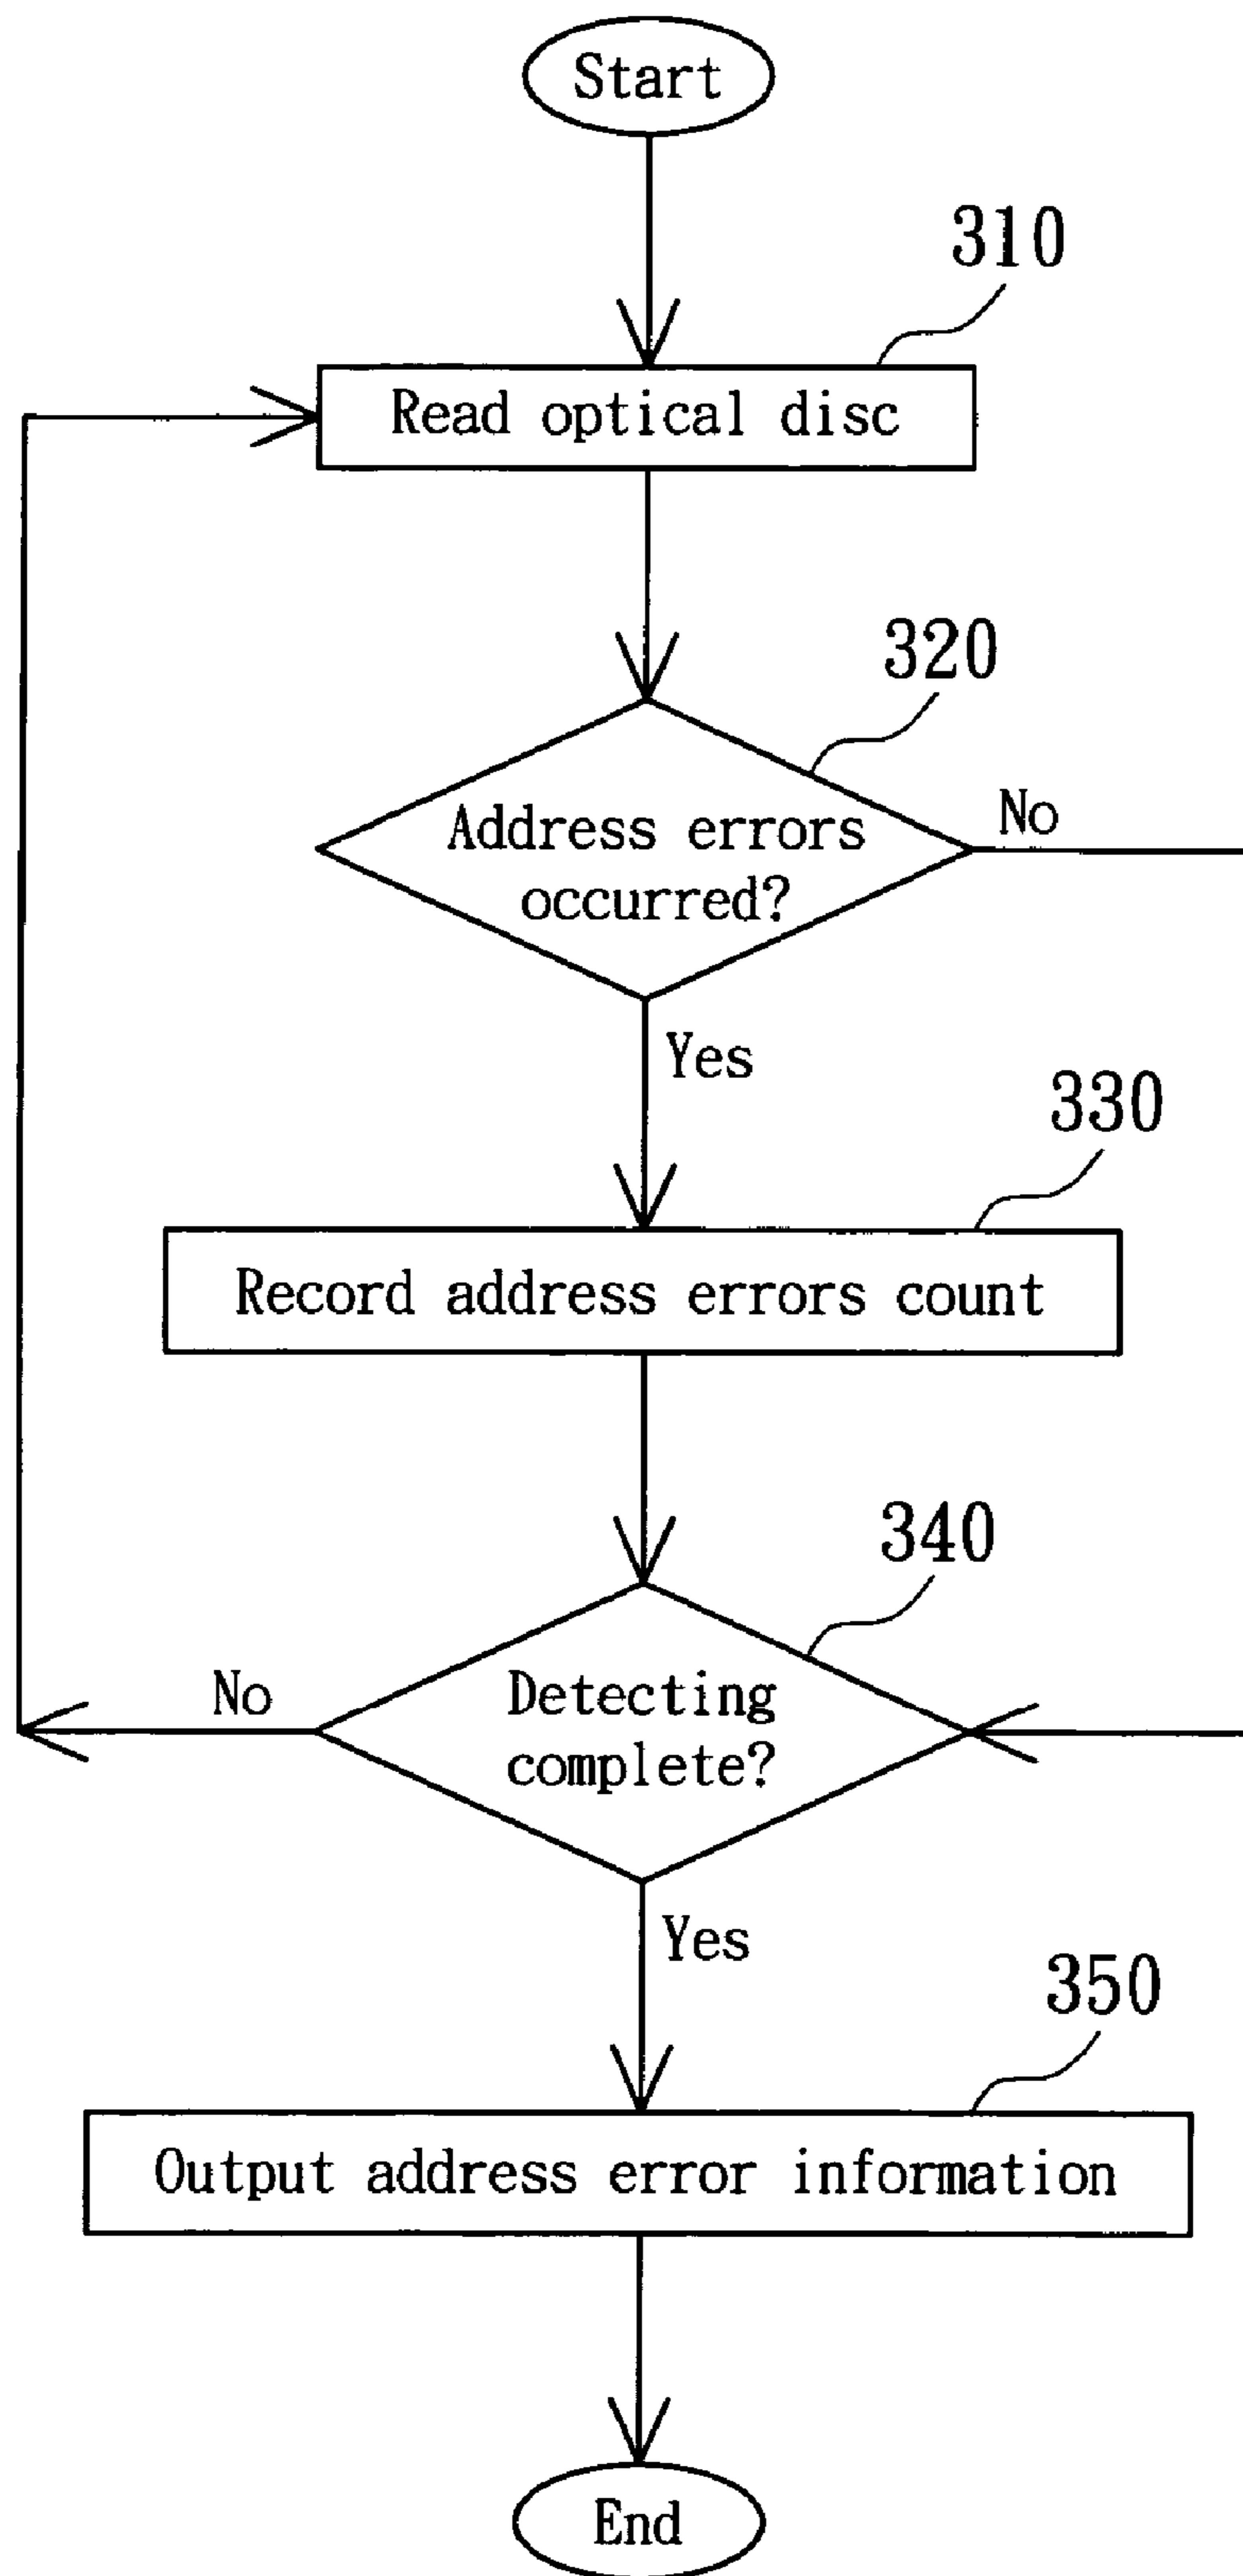 Start
310
Read optical disc
320
Address errors
occurred?
No
Yes
330
Record address errors count
340
No
Detecting
complete?
Yes
350
Output address error information
End